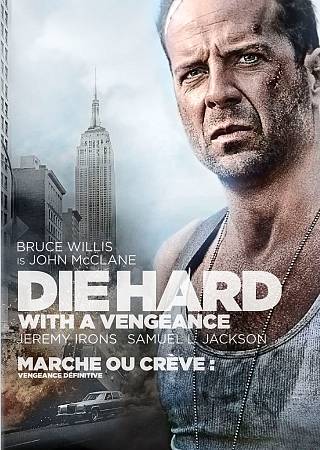 BRUCE WILLIS
IS JOHN McCLANE
DIE HARD
WITH A VENGEANCE
JEREMY IRONS SAMUEL L. JACKSON
MARCHE OU CRÈVE :
VENGEANCE DÉFINITIVE